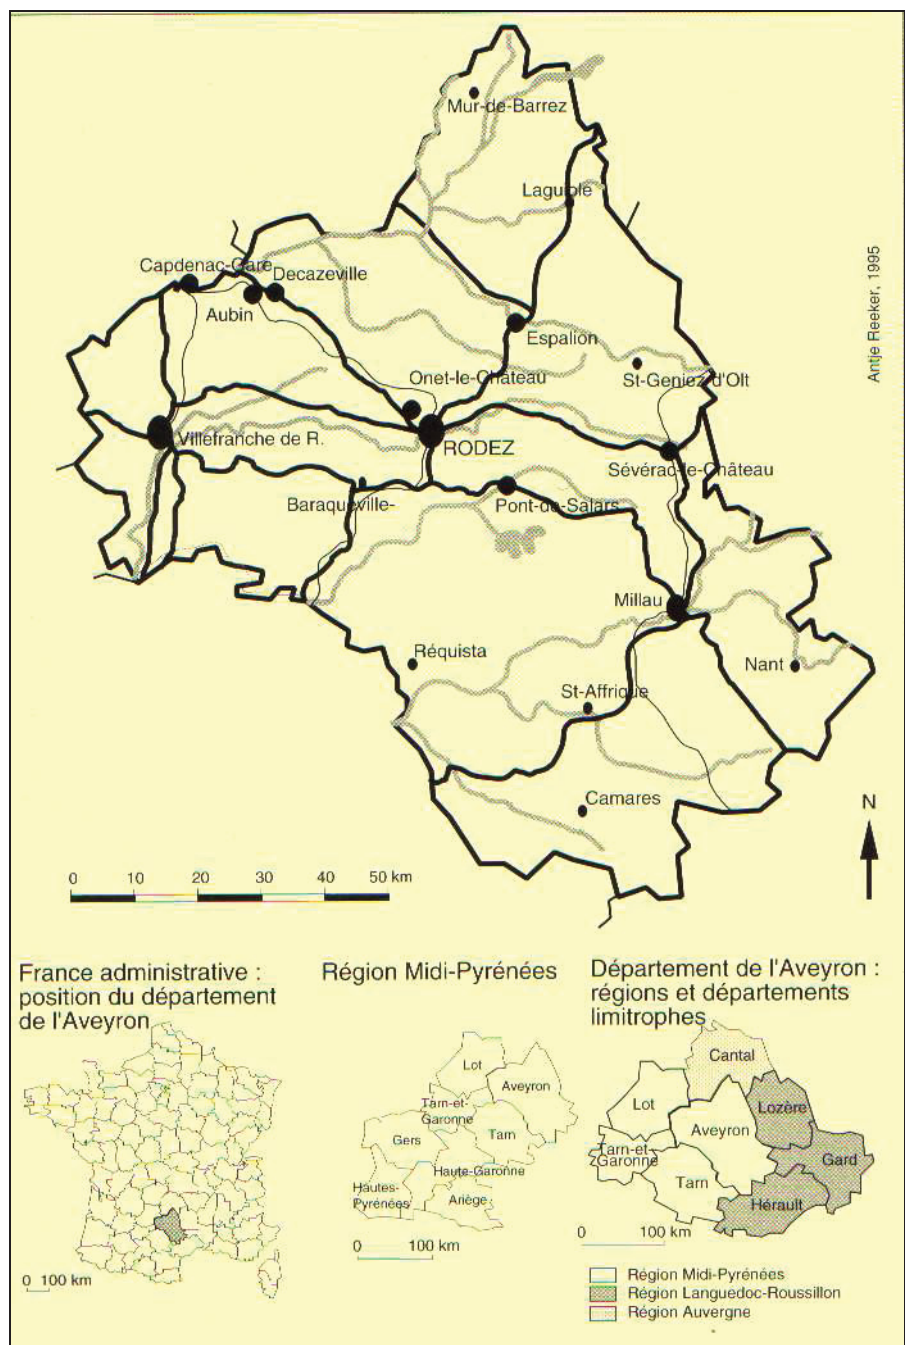 Mur-de-Barrez
Laguiole
Antje Reeker, 1995
Capdenac-Gare
Decazeville
Aubin
Espalion
Onet-le-Château
St-Geniez d'Olt
Villefranche de R.
RODEZ
Sévérac-le-Château
Baraqueville-
Pont-de-Salars
Millau
Réquista
Nant
St-Affrique
Camares
N
0 10 20 30 40 50 km
France administrative :
position du département
de l'Aveyron
0 100 km
Région Midi-Pyrénées
Lot
Aveyron
Tarn-et-
Garonne
Gers
Tarn
Haute-Garonne
Hautes-
Pyrénées
Ariège
0 100 km
Département de l'Aveyron :
régions et départements
limitrophes
Cantal
Lot
Lozère
Aveyron
Tarn-et-
Garonne
Gard
Tarn
Hérault
0 100 km
Région Midi-Pyrénées
Région Languedoc-Roussillon
Région Auvergne